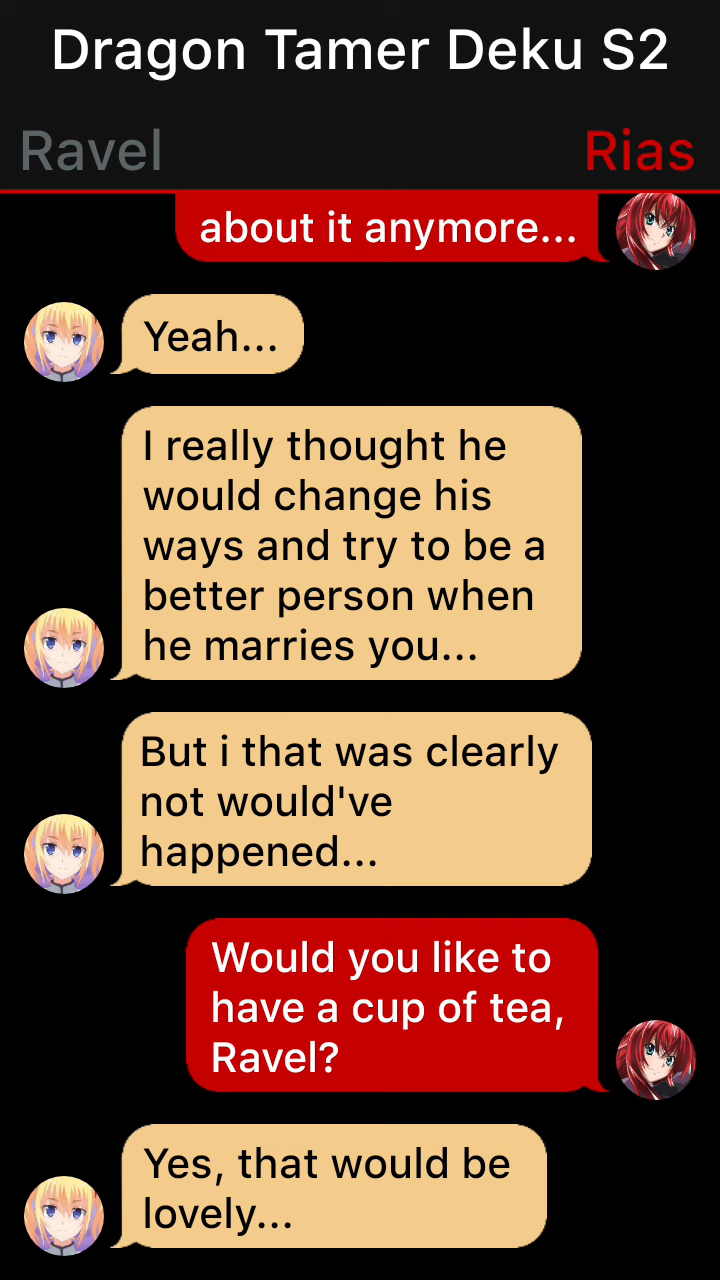 Dragon Tamer Deku S2
Ravel
Rias
about it anymore...
Yeah...
I really thought he
would change his
ways and try to be a
better person when
he marries you...
But i that was clearly
not would've
happened...
Would you like to
have a cup of tea,
Ravel?
Yes, that would be
lovely...